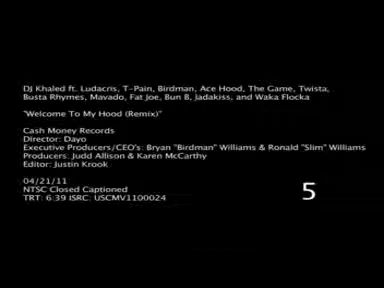 DJ Khaled ft. Ludacris, T-Pain, Birdman, Ace Hood, The Game, Twista,
Busta Rhymes, Mavado, Fat Joe, Bun B, Jadakiss, and Waka Flocka
"Welcome To My Hood (Remix)"
Cash Money Records
Director: Dayo
Executive Producers/CEO's: Bryan "Birdman" Williams & Ronald "Slim" Williams
Producers: Judd Allison & Karen McCarthy
Editor: Justin Krook
04/21/11
NTSC Closed Captioned
TRT: 6:39 ISRC: USCMV1100024
5